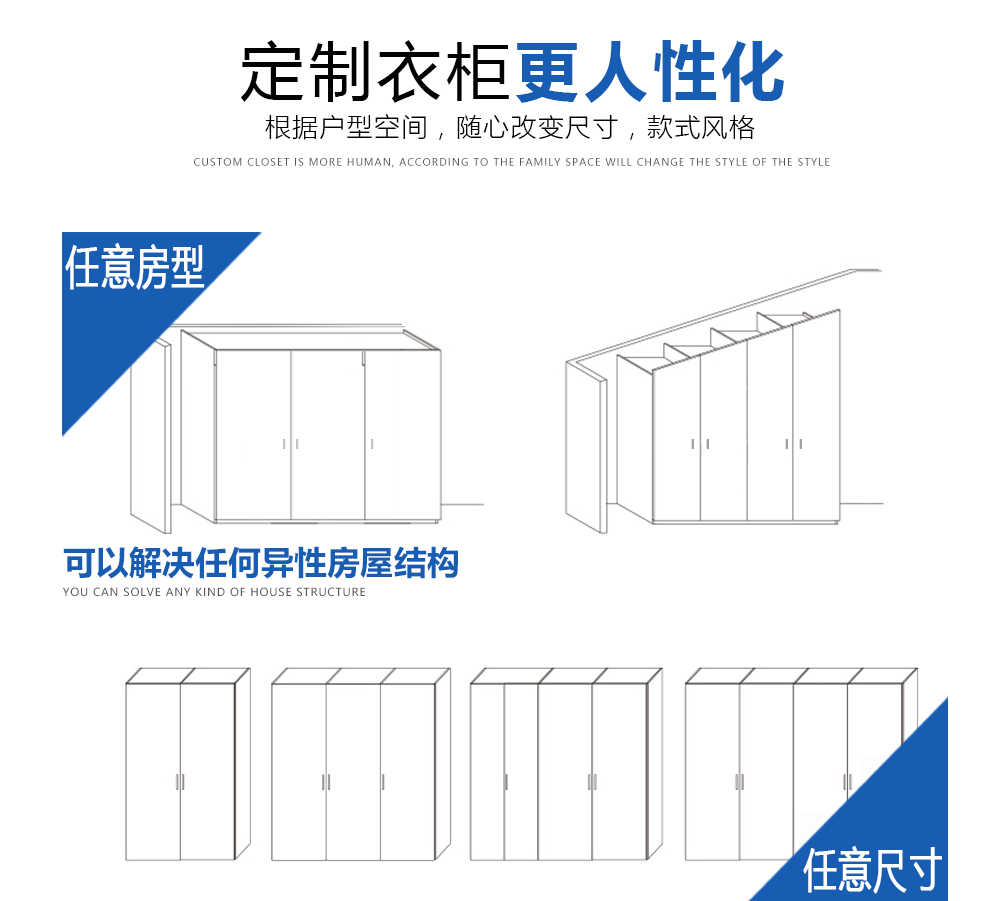 定制衣柜更人性化
根据户型空间，随心改变尺寸，款式风格
CUSTOM CLOSET IS MORE HUMAN, ACCORDING TO THE FAMILY SPACE WILL CHANGE THE STYLE OF THE STYLE
任意房型
可以解决任何异性房屋结构
YOU CAN SOLVE ANY KIND OF HOUSE STRUCTURE
任意尺寸